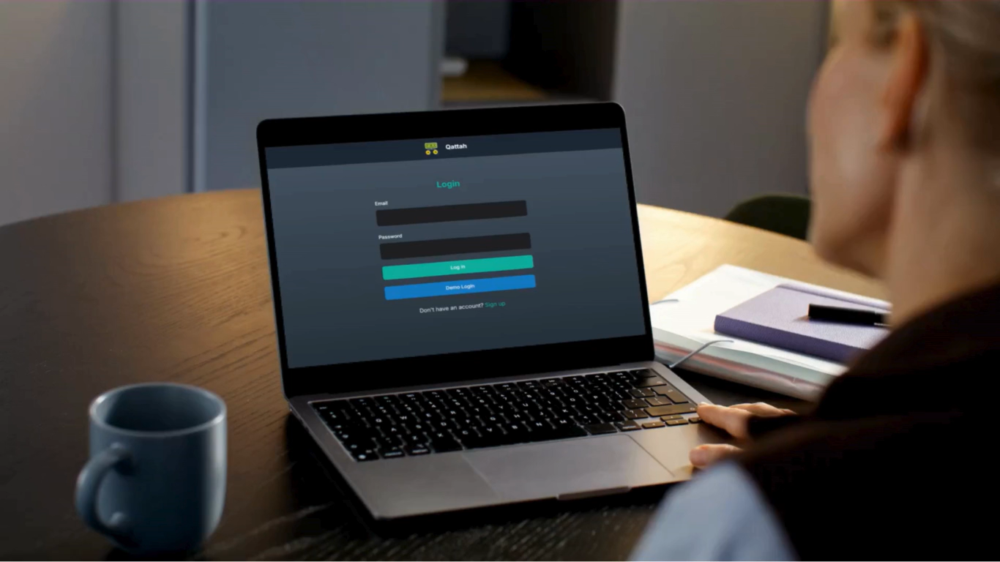 Qattah
Login
Email
Password
Log in
Demo Login
Don't have an account? Sign up